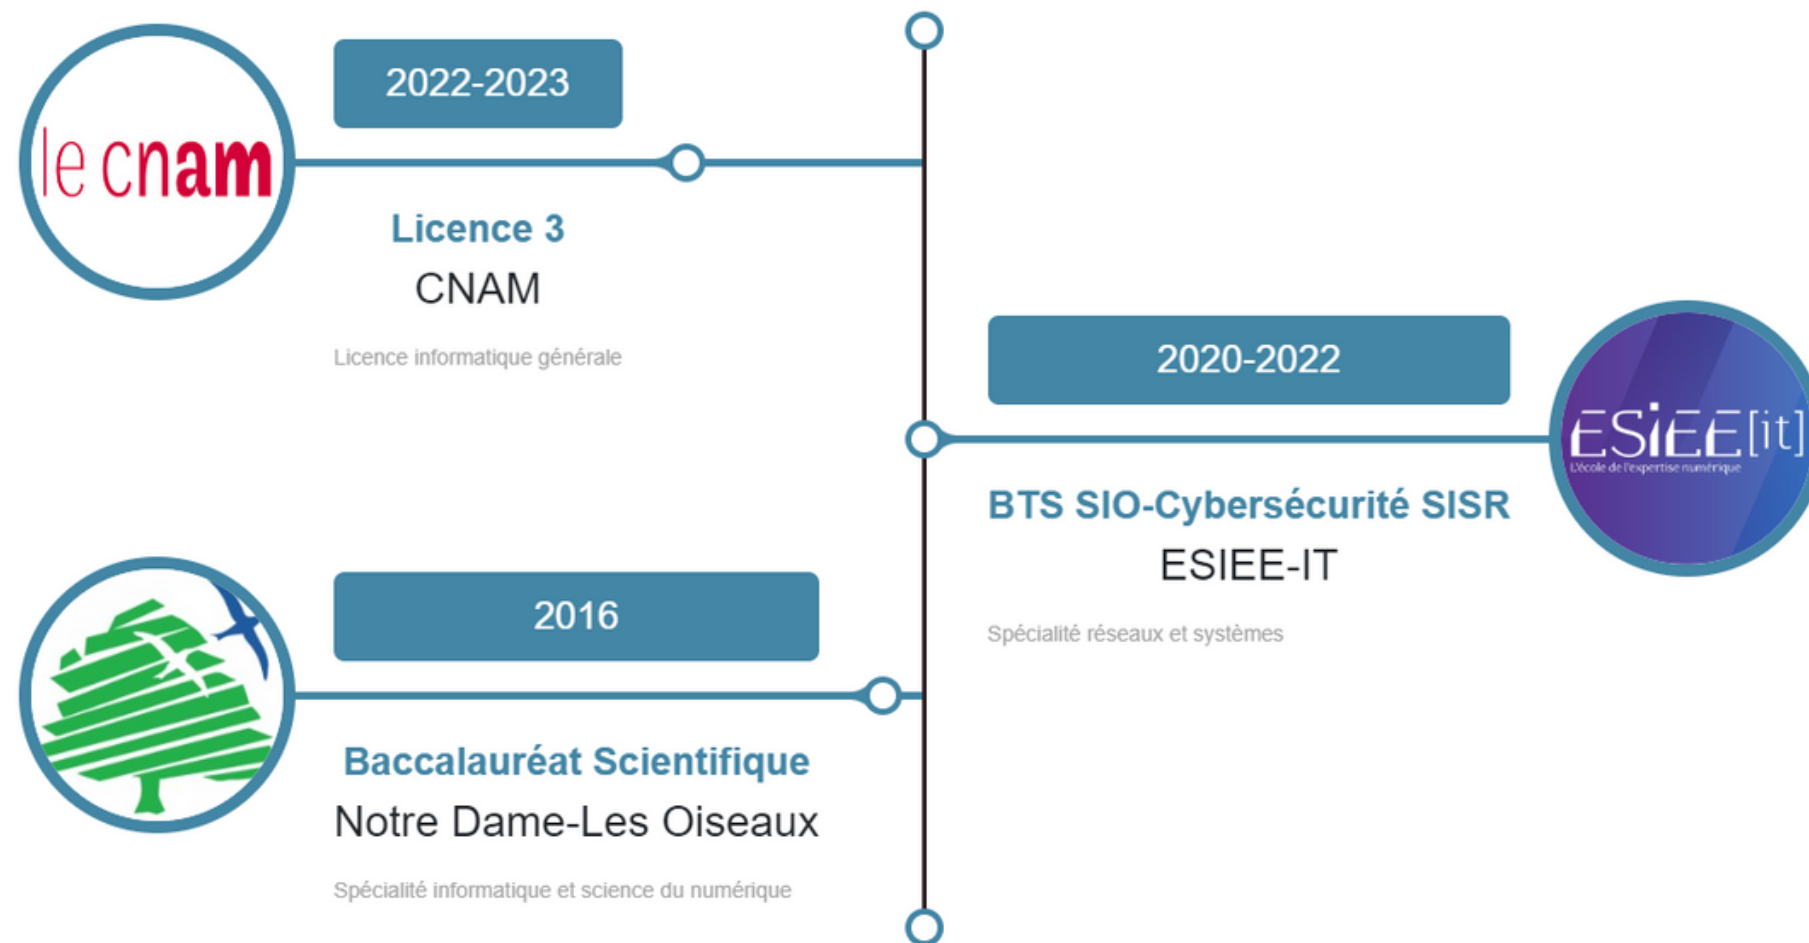 le cnam
2022-2023
Licence 3
CNAM
Licence informatique générale
2020-2022
ESIEE[it]
L'école de l'expertise numérique
BTS SIO-Cybersécurité SISR
ESIEE-IT
Spécialité réseaux et systèmes
2016
Baccalauréat Scientifique
Notre Dame-Les Oiseaux
Spécialité informatique et science du numérique